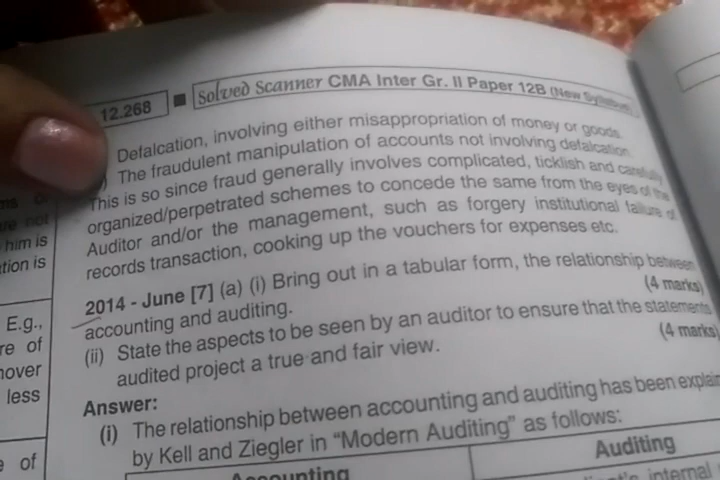 12.268 ■ Solved Scanner CMA Inter Gr. II Paper 12B (New Syllabus)
Defalcation, involving either misappropriation of money or goods.
) The fraudulent manipulation of accounts not involving defalcation.
This is so since fraud generally involves complicated, ticklish and carefully
organized/perpetrated schemes to concede the same from the eyes of the
Auditor and/or the management, such as forgery institutional failure of
records transaction, cooking up the vouchers for expenses etc.
2014 - June [7] (a) (i) Bring out in a tabular form, the relationship between
accounting and auditing.
(4 marks)
(ii) State the aspects to be seen by an auditor to ensure that the statements
audited project a true and fair view.
(4 marks)
Answer:
(i) The relationship between accounting and auditing has been
by Kell and Ziegler in “Modern Auditing” as follows:
Accounting
Auditing
internal
him is
tion is
E.g.,
re of
less
of